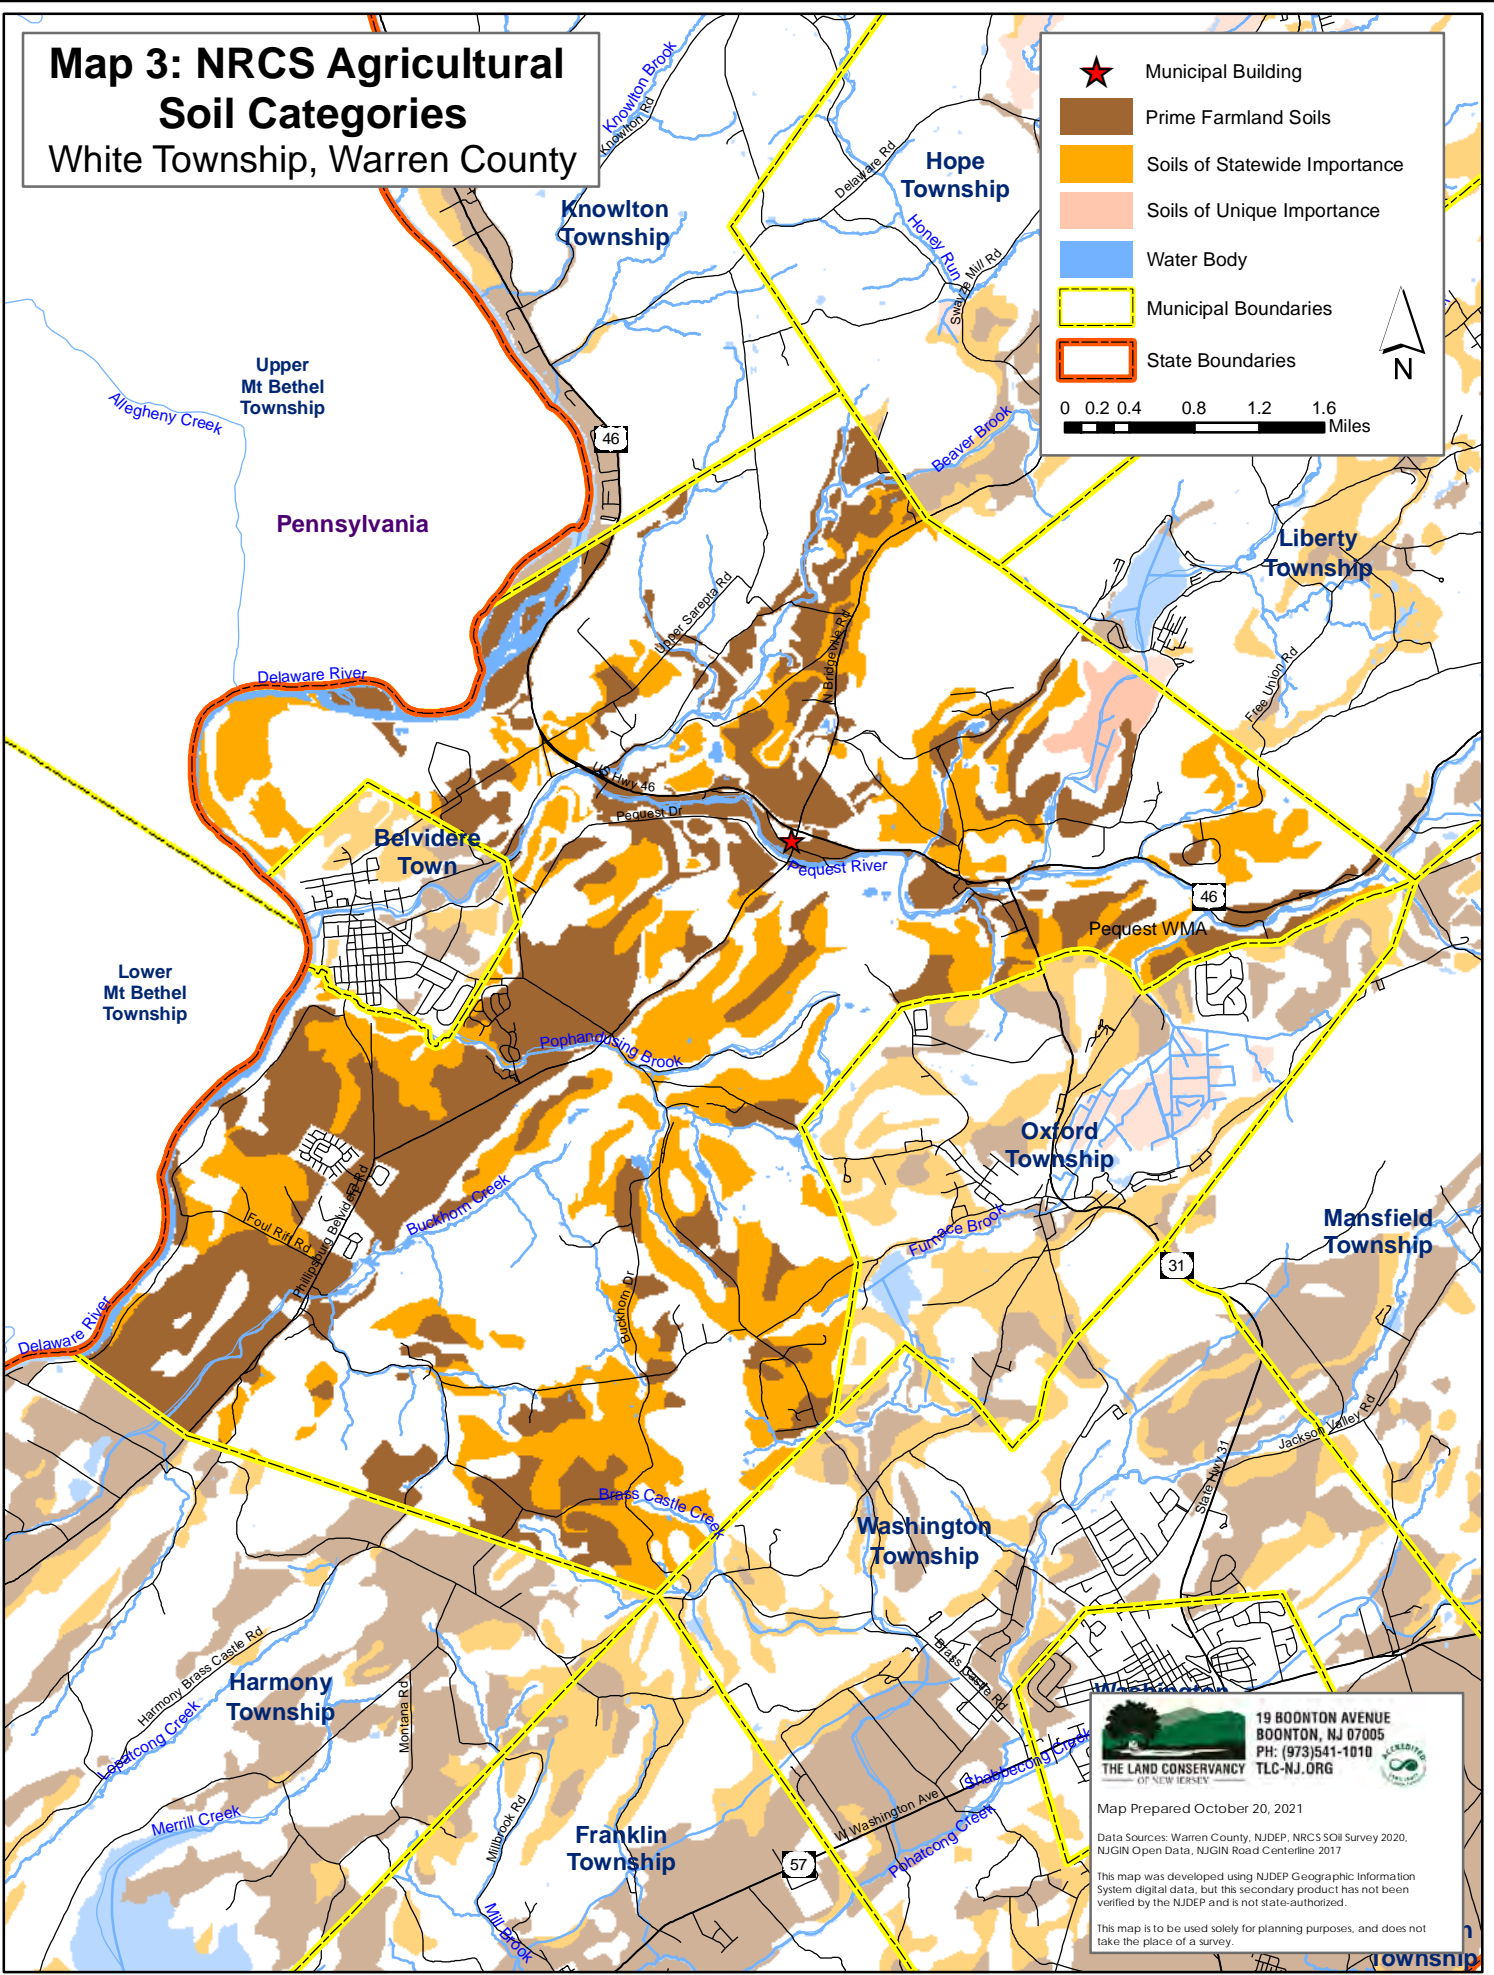 Map 3: NRCS Agricultural
Soil Categories
White Township, Warren County
Municipal Building
Prime Farmland Soils
Soils of Statewide Importance
Soils of Unique Importance
Water Body
Municipal Boundaries
State Boundaries
N
0 0.2 0.4 0.8 1.2 1.6
Miles
Knowlton Brook
Knowlton Rd
Knowlton
Township
Delaware Rd
Hope
Township
Honey Run
Swayze Mill Rd
Upper
Mt Bethel
Township
Allegheny Creek
46
Beaver Brook
Pennsylvania
Liberty
Township
Upper Sarepta Rd
N Bridgeville Rd
Free Union Rd
Delaware River
US Hwy 46
Pequest Dr
Belvidere
Town
Pequest River
46
Pequest WMA
Lower
Mt Bethel
Township
Pophandusing Brook
Oxford
Township
Buckhorn Creek
Foul Rift Rd
Phillipsburg Belvidere Rd
Furnace Brook
Mansfield
Township
31
Buckhorn Dr
Delaware River
Jackson Valley Rd
State Hwy 31
Brass Castle Creek
Washington
Township
Harmony Brass Castle Rd
Harmony
Township
Montana Rd
Lopatcong Creek
Brass Castle Rd
Washington
Shabbecong Creek
Merrill Creek
Millbrook Rd
Franklin
Township
W Washington Ave
Pohatcong Creek
57
Mill Brook
THE LAND CONSERVANCY
OF NEW JERSEY
19 BOONTON AVENUE
BOONTON, NJ 07005
PH: (973)541-1010
TLC-NJ.ORG
ACCREDITED
Map Prepared October 20, 2021
Data Sources: Warren County, NJDEP, NRCS SOil Survey 2020,
NJGIN Open Data, NJGIN Road Centerline 2017
This map was developed using NJDEP Geographic Information
System digital data, but this secondary product has not been
verified by the NJDEP and is not state-authorized.
This map is to be used solely for planning purposes, and does not
take the place of a survey.
Township